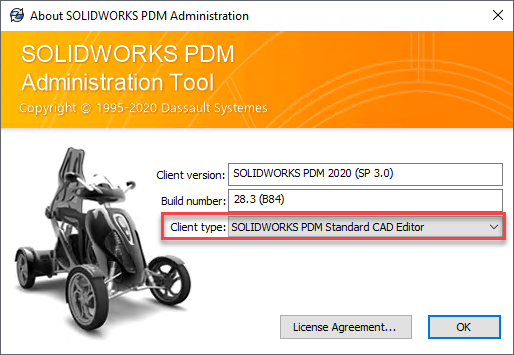 About SOLIDWORKS PDM Administration
SOLIDWORKS PDM
Administration Tool
Copyright © 1995-2020 Dassault Systemes
Client version: SOLIDWORKS PDM 2020 (SP 3.0)
Build number: 28.3 (B84)
Client type: SOLIDWORKS PDM Standard CAD Editor
License Agreement... OK